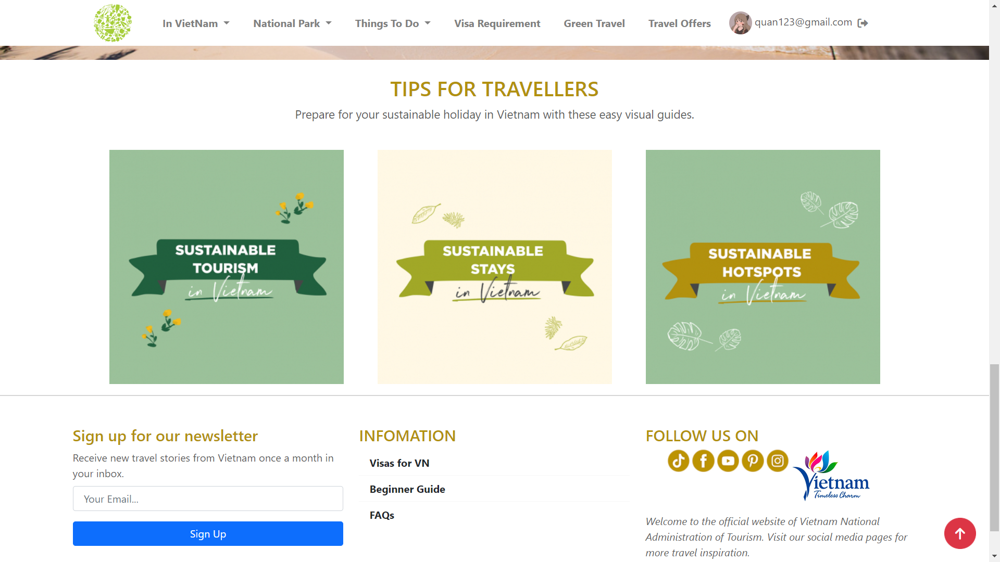 In VietNam
National Park
Things To Do
Visa Requirement
Green Travel
Travel Offers
quan123@gmail.com
TIPS FOR TRAVELLERS
Prepare for your sustainable holiday in Vietnam with these easy visual guides.
SUSTAINABLE
TOURISM
in Vietnam
SUSTAINABLE
STAYS
in Vietnam
SUSTAINABLE
HOTSPOTS
in Vietnam
Sign up for our newsletter
Receive new travel stories from Vietnam once a month in
your inbox.
Your Email...
Sign Up
INFOMATION
Visas for VN
Beginner Guide
FAQs
FOLLOW US ON
Vietnam
Timeless Charm
Welcome to the official website of Vietnam National
Administration of Tourism. Visit our social media pages for
more travel inspiration.